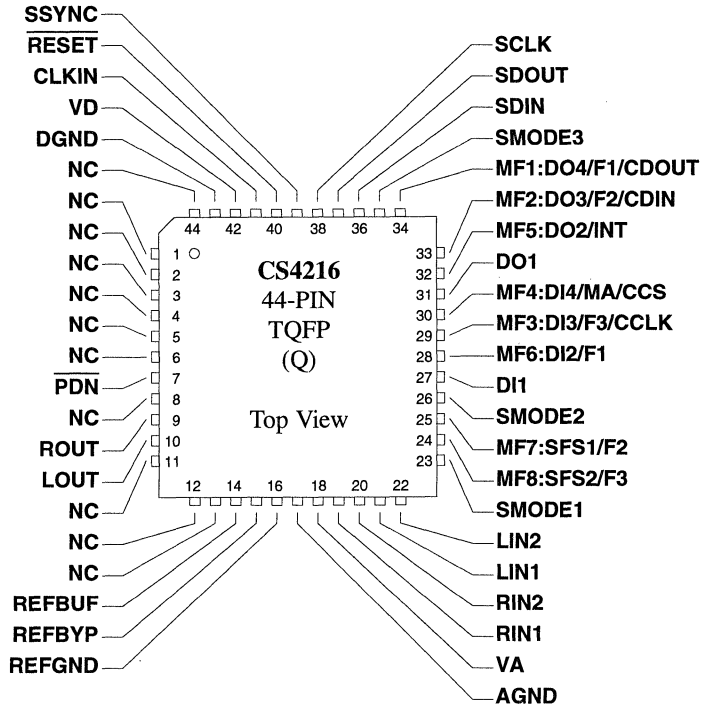 SSYNC
RESET
CLKIN
VD
DGND
NC
NC
NC
NC
NC
NC
NC
PDN
NC
ROUT
LOUT
NC
NC
NC
REFBUF
REFBYP
REFGND
SCLK
SDOUT
SDIN
SMODE3
MF1:DO4/F1/CDOUT
MF2:DO3/F2/CDIN
MF5:DO2/INT
DO1
MF4:DI4/MA/CCS
MF3:DI3/F3/CCLK
MF6:DI2/F1
DI1
SMODE2
MF7:SFS1/F2
MF8:SFS2/F3
SMODE1
LIN2
LIN1
RIN2
RIN1
VA
AGND
44 42 40 38 36 34
1
2
3
4
5
6
7
8
9
10
11
CS4216
44-PIN
TQFP
(Q)
Top View
33
32
31
30
29
28
27
26
25
24
23
12 14 16 18 20 22